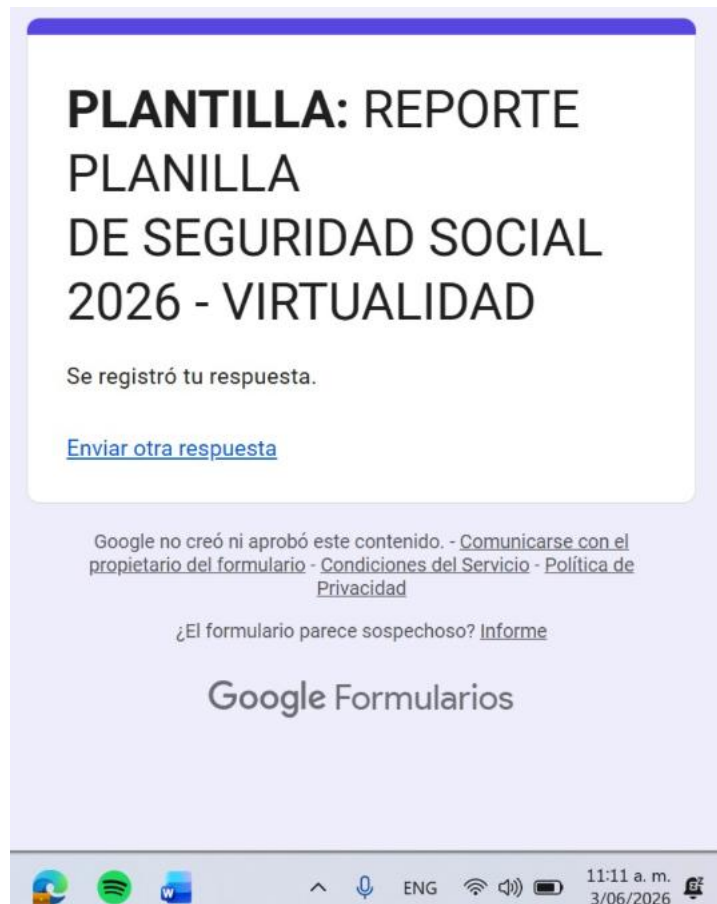 PLANTILLA: REPORTE
PLANILLA
DE SEGURIDAD SOCIAL
2026 - VIRTUALIDAD
Se registró tu respuesta.
Enviar otra respuesta
Google no creó ni aprobó este contenido. - Comunicarse con el
propietario del formulario - Condiciones del Servicio - Política de
Privacidad
¿El formulario parece sospechoso? Informe
Google Formularios
ENG
11:11 a. m.
3/06/2026